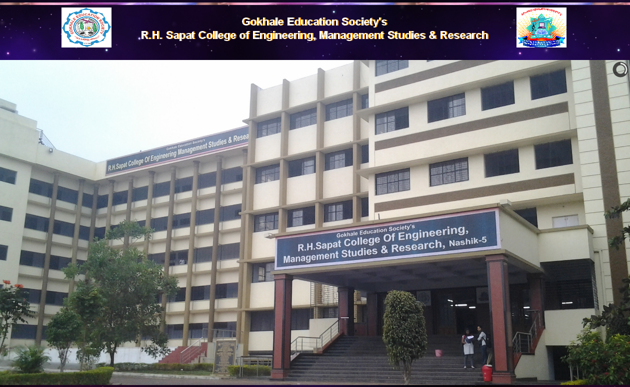 Gokhale Education Society's
R.H. Sapat College of Engineering, Management Studies & Research
R.H.Sapat College Of Engineering Management Studies & Resea
Gokhale Education Society's
R.H.Sapat College Of Engineering,
Management Studies & Research, Nashik-5